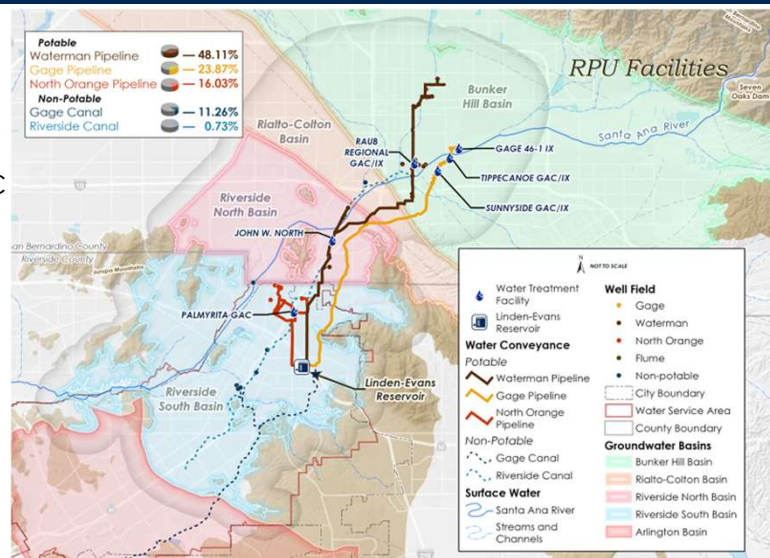 C
RPU Facilities
Potable
Waterman Pipeline — 48.11%
Gage Pipeline — 23.87%
North Orange Pipeline — 16.03%
Non-Potable
Gage Canal — 11.26%
Riverside Canal — 0.73%
Bunker
Hill Basin
Seven
Oaks Dam
Santa Ana River
Rialto-Colton
Basin
RAUB
REGIONAL
GAC/IX
GAGE 46-1 IX
TIPPECANOE GAC/IX
SUNNYSIDE GAC/IX
Riverside
North Basin
JOHN W. NORTH
an Bernardino County
Riverside County
Jurupa Mountains
PALMYRITA GAC
Linden-Evans
Reservoir
Riverside
South Basin
N
NOT TO SCALE
Water Treatment
Facility
Linden-Evans
Reservoir
Water Conveyance
Potable
Waterman Pipeline
Gage Pipeline
North Orange
Pipeline
Non-Potable
Gage Canal
Riverside Canal
Surface Water
Santa Ana River
Streams and
Channels
Well Field
Gage
Waterman
North Orange
Flume
Non-potable
City Boundary
Water Service Area
County Boundary
Groundwater Basins
Bunker Hill Basin
Rialto-Colton Basin
Riverside North Basin
Riverside South Basin
Arlington Basin